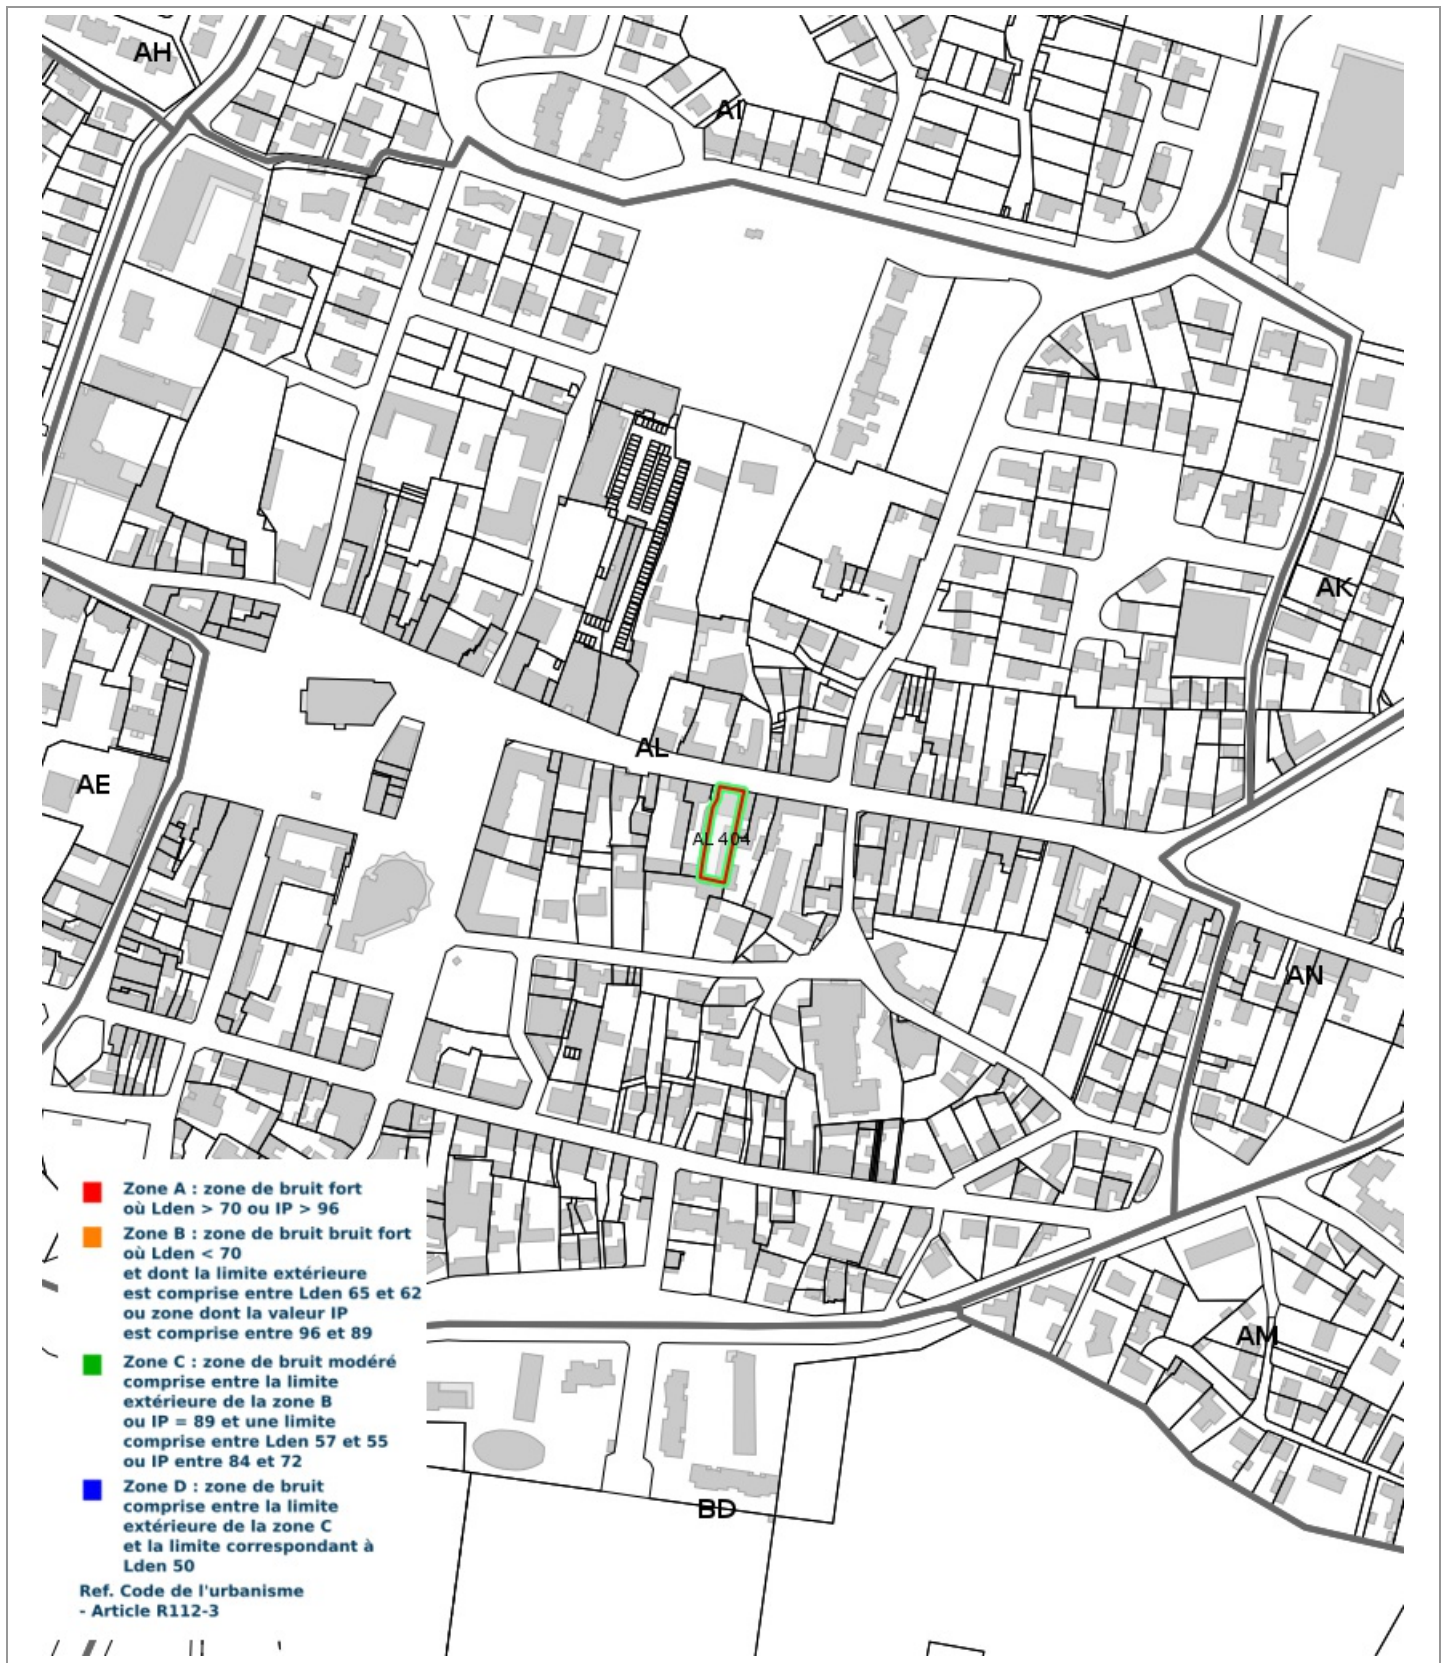 AH
AI
AK
AL
AE
AL 404
AN
Zone A : zone de bruit fort
où Lden > 70 ou IP > 96
Zone B : zone de bruit bruit fort
où Lden < 70
et dont la limite extérieure
est comprise entre Lden 65 et 62
ou zone dont la valeur IP
est comprise entre 96 et 89
Zone C : zone de bruit modéré
comprise entre la limite
extérieure de la zone B
ou IP = 89 et une limite
comprise entre Lden 57 et 55
ou IP entre 84 et 72
Zone D : zone de bruit
comprise entre la limite
extérieure de la zone C
et la limite correspondant à
Lden 50
Ref. Code de l'urbanisme
- Article R112-3
AM
BD